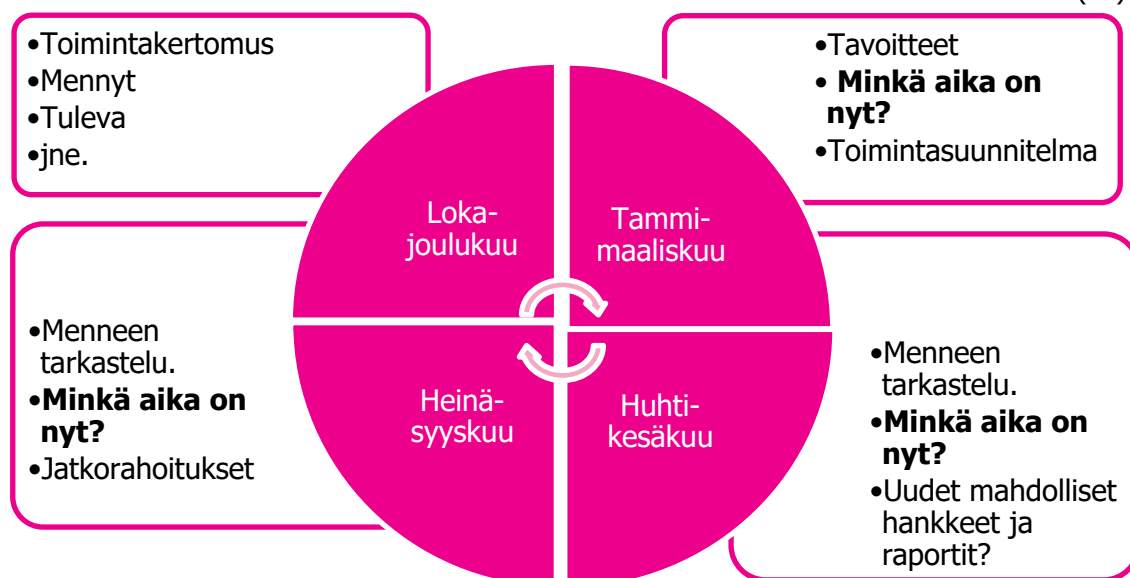 •Toimintakertomus
•Mennyt
•Tuleva
•jne.
•Tavoitteet
• Minkä aika on
nyt?
•Toimintasuunnitelma
Loka-
joulukuu
Tammi-
maaliskuu
Heinä-
syyskuu
Huhti-
kesäkuu
•Menneen
tarkastelu.
•Minkä aika on
nyt?
•Jatkorahoitukset
•Menneen
tarkastelu.
•Minkä aika on
nyt?
•Uudet mahdolliset
hankkeet ja
raportit?